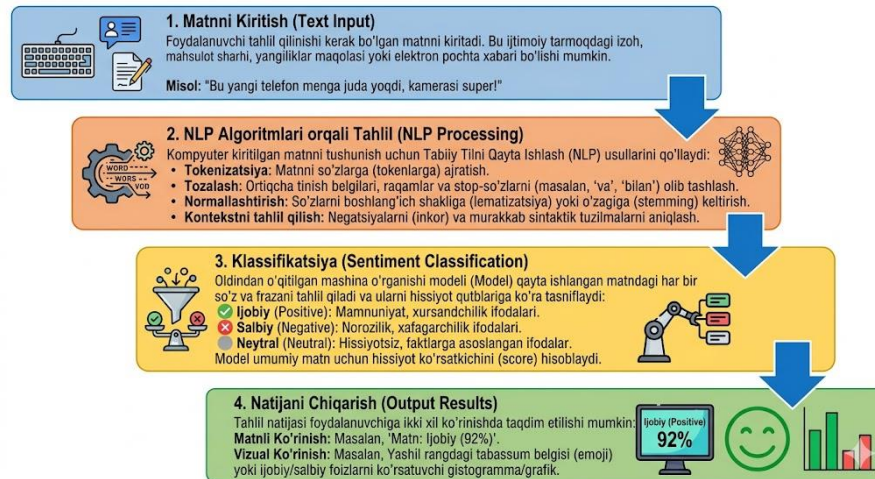 1. Matnni Kiritish (Text Input)
Foydalanuvchi tahlil qilinishi kerak bo'lgan matnni kiritadi. Bu ijtimoiy tarmoqdagi izoh,
mahsulot sharhi, yangiliklar maqolasi yoki elektron pochta xabari bo'lishi mumkin.
Misol: "Bu yangi telefon menga juda yoqdi, kamerasi super!"
2. NLP Algoritmlari orqali Tahlil (NLP Processing)
Kompyuter kiritilgan matnni tushunish uchun Tabiiy Tilni Qayta Ishlash (NLP) usullarini qo'llaydi:
• Tokenizatsiya: Matnni so'zlarga (tokenlarga) ajratish.
• Tozalash: Ortiqcha tinish belgilari, raqamlar va stop-so'zlarni (masalan, 'va', 'bilan') olib tashlash.
• Normallashtirish: So'zlarni boshlang'ich shakliga (lematizatsiya) yoki o'zagiga (stemming) keltirish.
• Kontekstni tahlil qilish: Negatsiyalarni (inkor) va murakkab sintaktik tuzilmalarni aniqlash.
WORD
WORS
VOD
3. Klassifikatsiya (Sentiment Classification)
Oldindan o'qitilgan mashina o'rganishi modeli (Model) qayta ishlangan matndagi har bir
so'z va frazani tahlil qiladi va ularni hissiyot qutblariga ko'ra tasniflaydi:
Ijobiy (Positive): Mamnuniyat, xursandchilik ifodalari.
Salbiy (Negative): Norozilik, xafagarchilik ifodalari.
Neytral (Neutral): Hissiyotsiz, faktlarga asoslangan ifodalar.
Model umumiy matn uchun hissiyot ko'rsatkichini (score) hisoblaydi.
4. Natijani Chiqarish (Output Results)
Tahlil natijasi foydalanuvchiga ikki xil ko'rinishda taqdim etilishi mumkin:
Matnli Ko'rinish: Masalan, 'Matn: Ijobiy (92%)'.
Vizual Ko'rinish: Masalan, Yashil rangdagi tabassum belgisi (emoji)
yoki ijobiy/salbiy foizlarni ko'rsatuvchi gistogramma/grafik.
Ijobiy (Positive)
92%